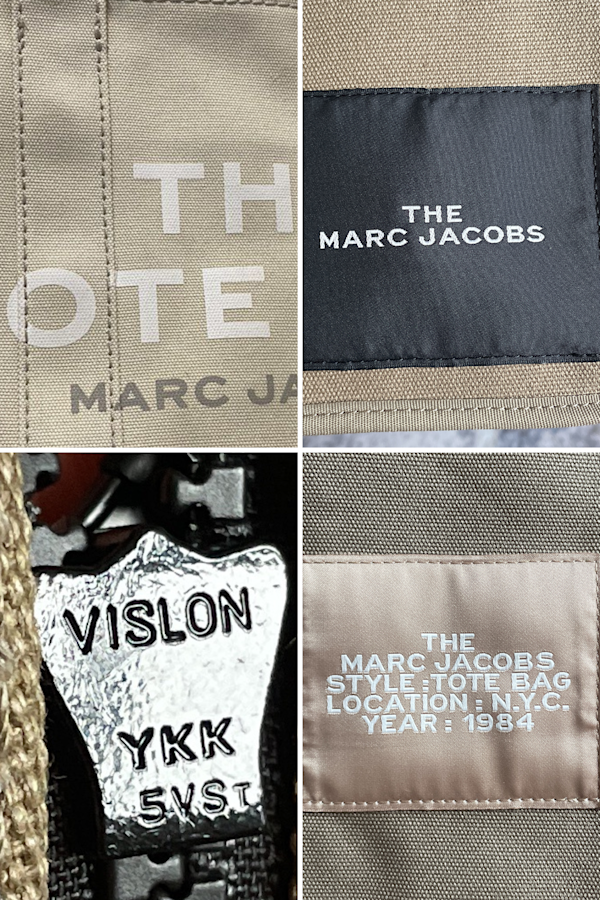 TH
OTE
MARC JA
THE
MARC JACOBS
VISLON
YKK
5VST
THE
MARC JACOBS
STYLE : TOTE BAG
LOCATION : N.Y.C.
YEAR : 1984